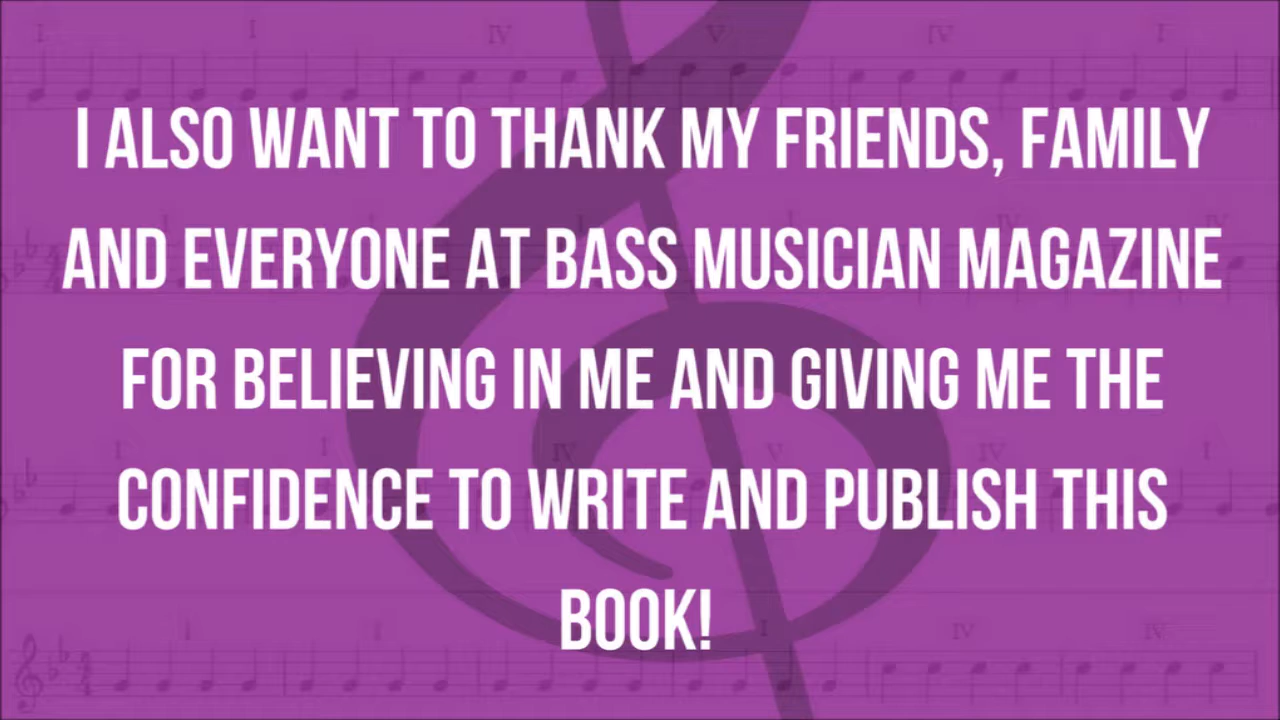 I ALSO WANT TO THANK MY FRIENDS, FAMILY
AND EVERYONE AT BASS MUSICIAN MAGAZINE
FOR BELIEVING IN ME AND GIVING ME THE
CONFIDENCE TO WRITE AND PUBLISH THIS
BOOK!